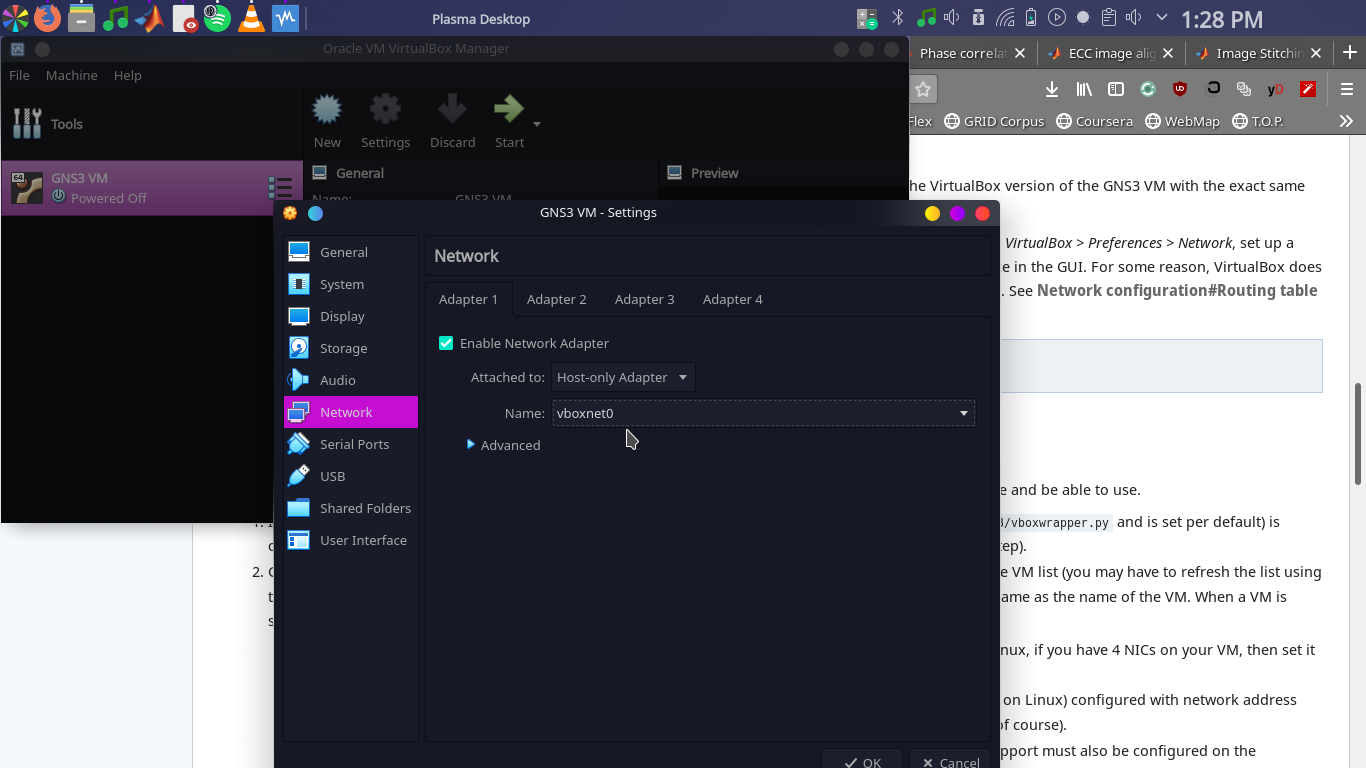 Plasma Desktop
1:28 PM
Oracle VM VirtualBox Manager
Phase correlat
ECC image alig
Image Stitchin
File Machine Help
Tools
New Settings Discard Start
yD
Flex GRID Corpus Coursera WebMap T.O.P.
64
GNS3 VM
Powered Off
General
Preview
Name: GNS3 VM
he VirtualBox version of the GNS3 VM with the exact same
VirtualBox > Preferences > Network, set up a
e in the GUI. For some reason, VirtualBox does
. See Network configuration#Routing table
GNS3 VM - Settings
General
System
Display
Storage
Audio
Network
Serial Ports
USB
Shared Folders
User Interface
Network
Adapter 1 Adapter 2 Adapter 3 Adapter 4
Enable Network Adapter
Attached to: Host-only Adapter
Name: vboxnet0
Advanced
OK Cancel
e and be able to use.
3/vboxwrapper.py and is set per default) is
tep).
2.
e VM list (you may have to refresh the list using
ame as the name of the VM. When a VM is
nux, if you have 4 NICs on your VM, then set it
on Linux) configured with network address
of course).
pport must also be configured on the